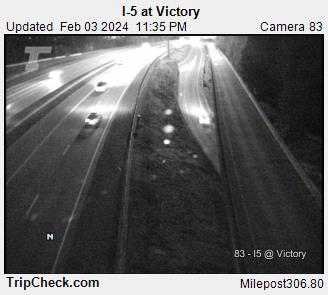 I-5 at Victory
Updated Feb 03 2024 11:35 PM Camera 83
T
N
83 - I5 @ Victory
TripCheck.com Milepost306.80